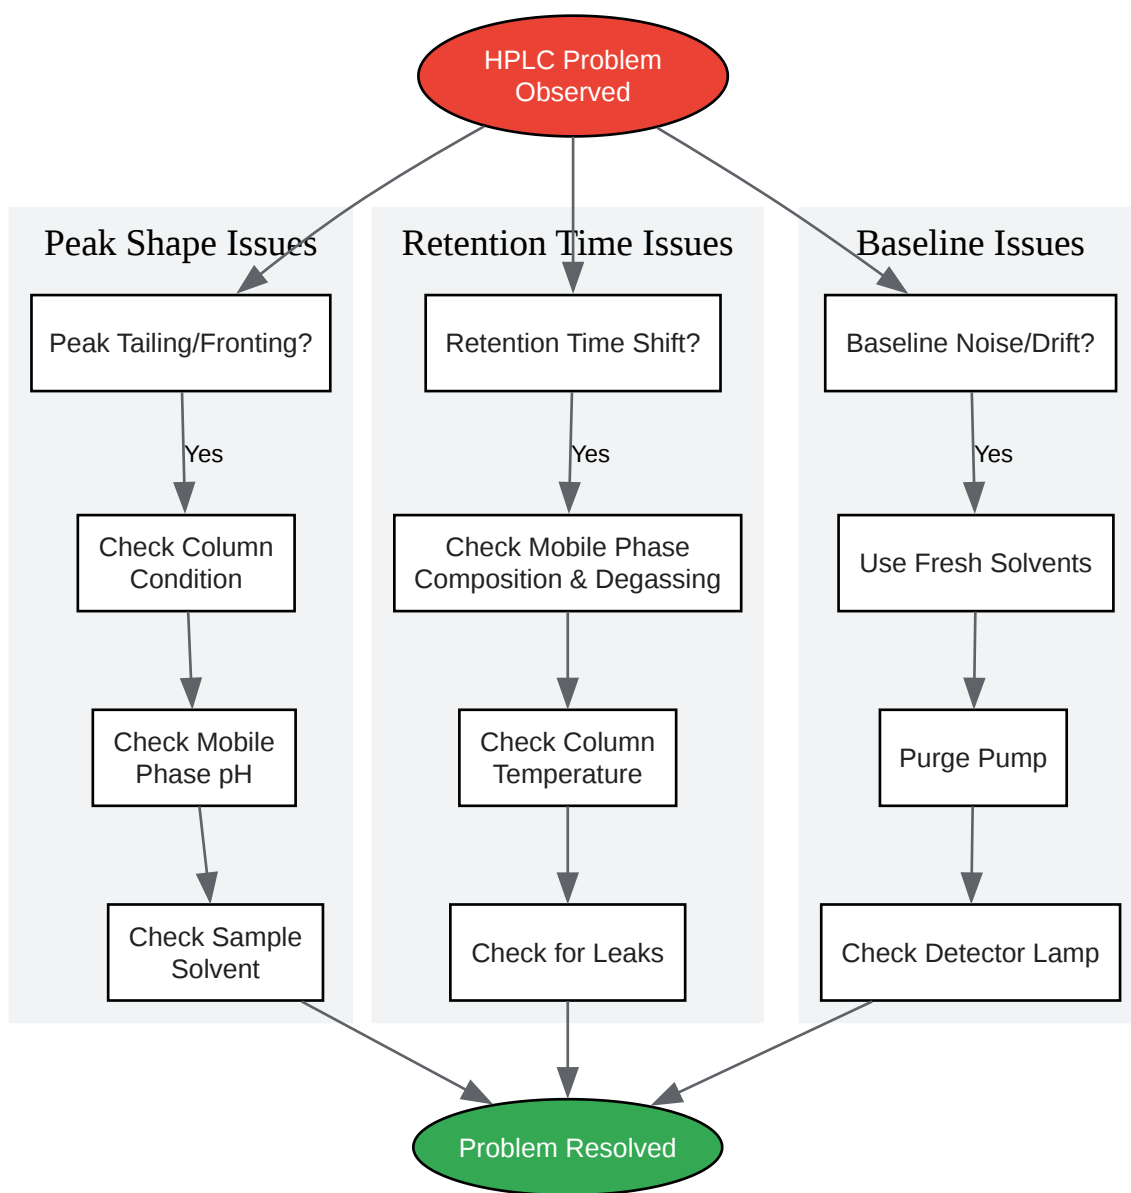 HPLC Problem
Observed
Peak Shape Issues
Retention Time Issues
Baseline Issues
Peak Tailing/Fronting?
Retention Time Shift?
Baseline Noise/Drift?
Yes
Yes
Yes
Check Column
Condition
Check Mobile Phase
Composition & Degassing
Use Fresh Solvents
Check Mobile
Phase pH
Check Column
Temperature
Purge Pump
Check Sample
Solvent
Check for Leaks
Check Detector Lamp
Problem Resolved